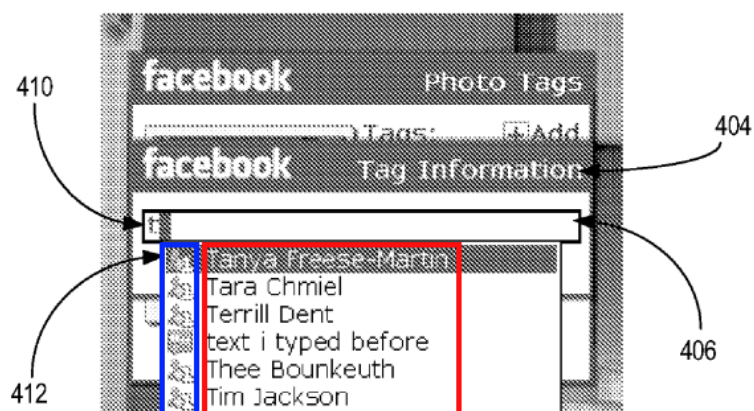 facebook Photo Tags
410
Tags: + Add
404
facebook Tag Information
t
Tanya Freese-Martin
Tara Chmiel
Terrill Dent
text i typed before
406
Thee Bounkeuth
412
Tim Jackson